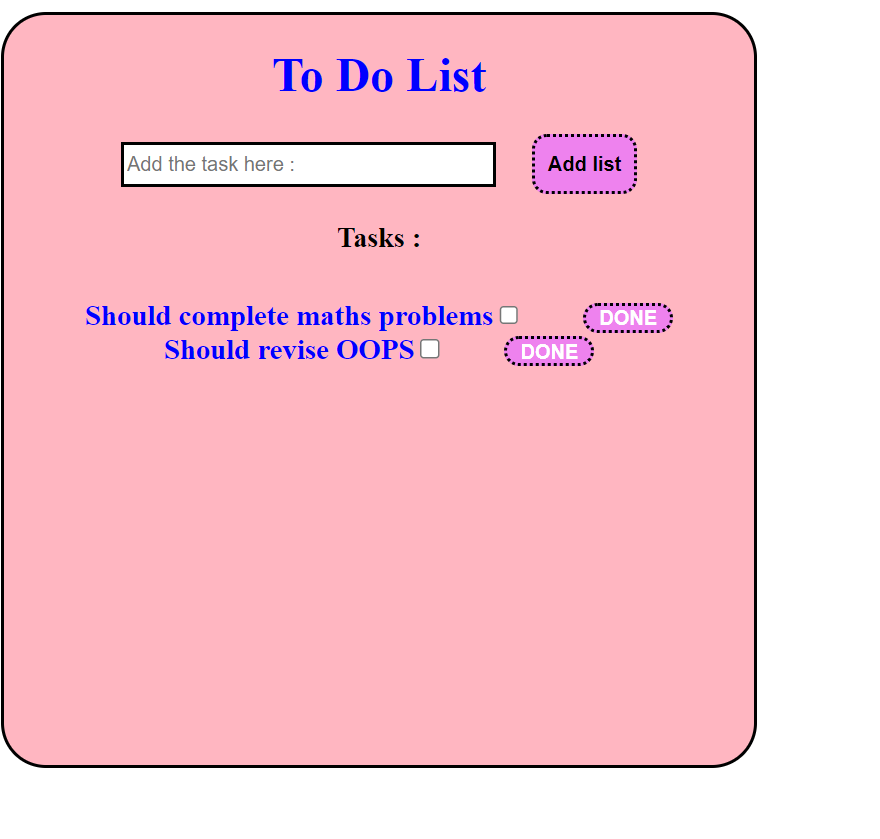 To Do List
Add the task here :
Add list
Tasks :
Should complete maths problems DONE
Should revise OOPS DONE